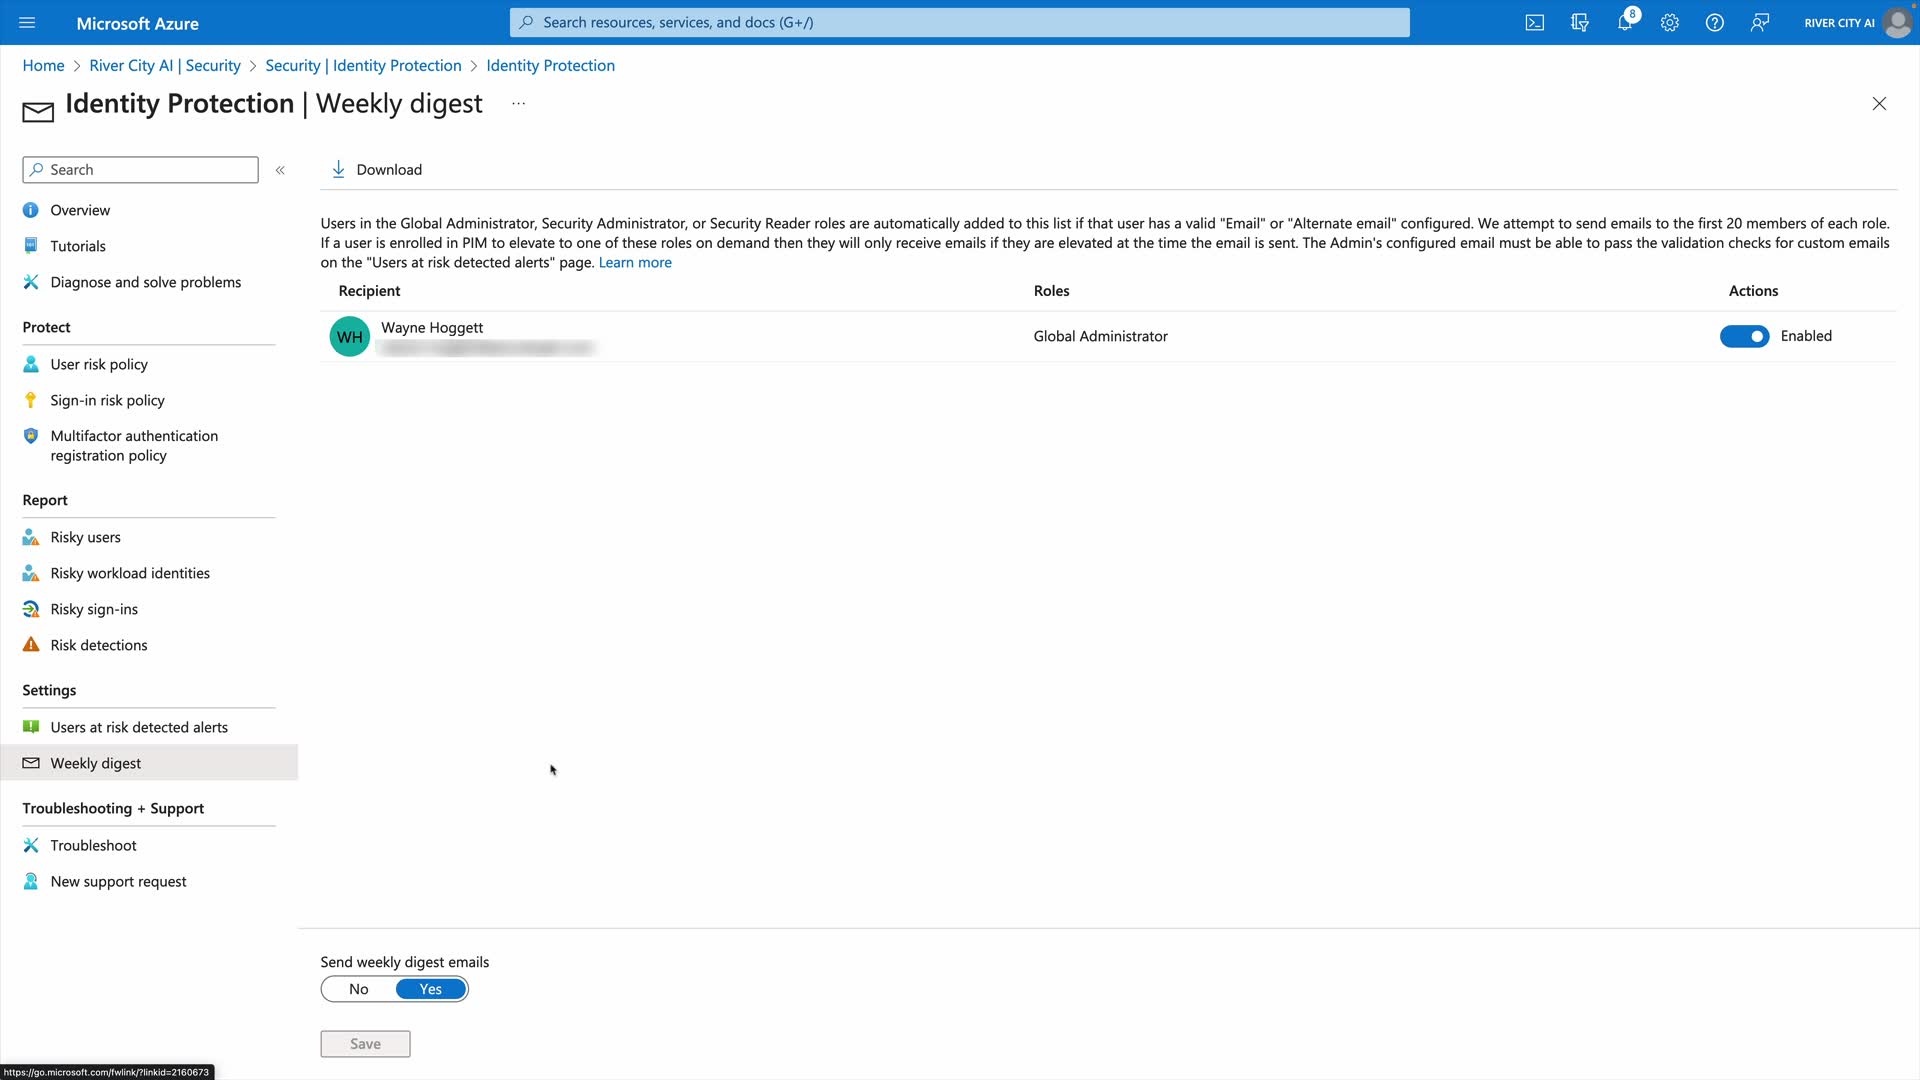 Microsoft Azure
Search resources, services, and docs (G+/)
8
RIVER CITY AI
Home > River City AI | Security > Security | Identity Protection > Identity Protection
Identity Protection | Weekly digest ...
Search
«
Download
Overview
Tutorials
Diagnose and solve problems
Protect
User risk policy
Sign-in risk policy
Multifactor authentication
registration policy
Report
Risky users
Risky workload identities
Risky sign-ins
Risk detections
Settings
Users at risk detected alerts
Weekly digest
Troubleshooting + Support
Troubleshoot
New support request
Users in the Global Administrator, Security Administrator, or Security Reader roles are automatically added to this list if that user has a valid "Email" or "Alternate email" configured. We attempt to send emails to the first 20 members of each role.
If a user is enrolled in PIM to elevate to one of these roles on demand then they will only receive emails if they are elevated at the time the email is sent. The Admin's configured email must be able to pass the validation checks for custom emails
on the "Users at risk detected alerts" page. Learn more
Recipient Roles Actions
WH
Wayne Hoggett
Global Administrator
Enabled
Send weekly digest emails
No Yes
Save
https://go.microsoft.com/fwlink/?linkid=2160673